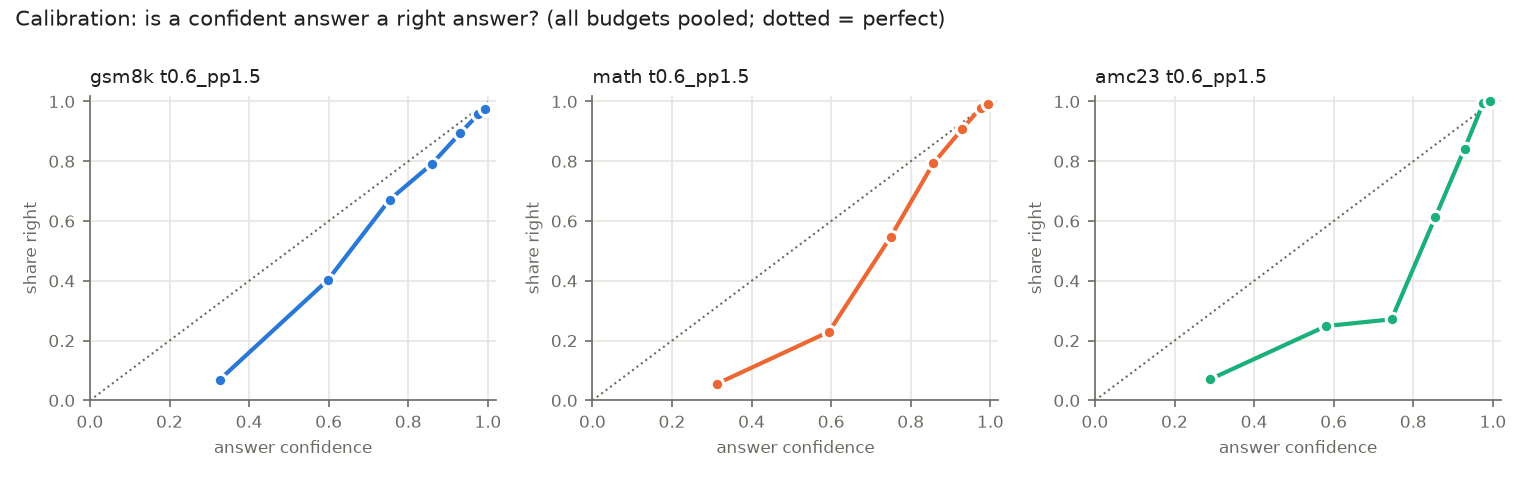 Calibration: is a confident answer a right answer? (all budgets pooled; dotted = perfect)
gsm8k t0.6_pp1.5
1.0
0.8
0.6
0.4
0.2
0.0
share right
0.0 0.2 0.4 0.6 0.8 1.0
answer confidence
math t0.6_pp1.5
1.0
0.8
0.6
0.4
0.2
0.0
share right
0.0 0.2 0.4 0.6 0.8 1.0
answer confidence
amc23 t0.6_pp1.5
1.0
0.8
0.6
0.4
0.2
0.0
share right
0.0 0.2 0.4 0.6 0.8 1.0
answer confidence